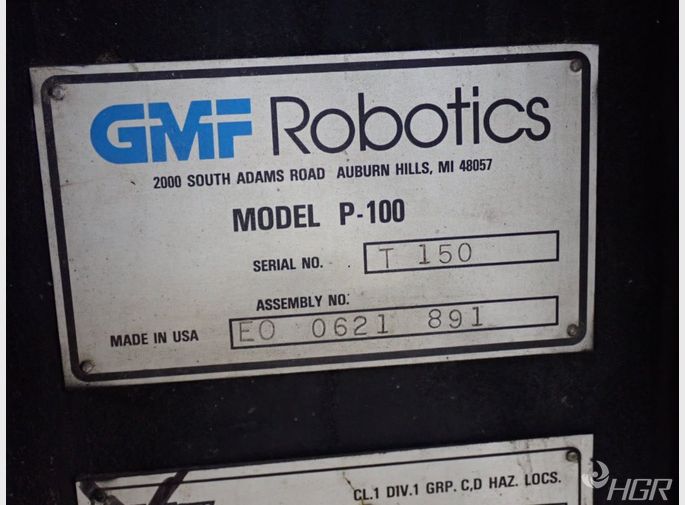 GMF Robotics
2000 SOUTH ADAMS ROAD AUBURN HILLS, MI 48057
MODEL P-100
SERIAL NO. T 150
ASSEMBLY NO.
MADE IN USA EO 0621 891
CL.1 DIV.1 GRP. C,D HAZ. LOCS.
HGR